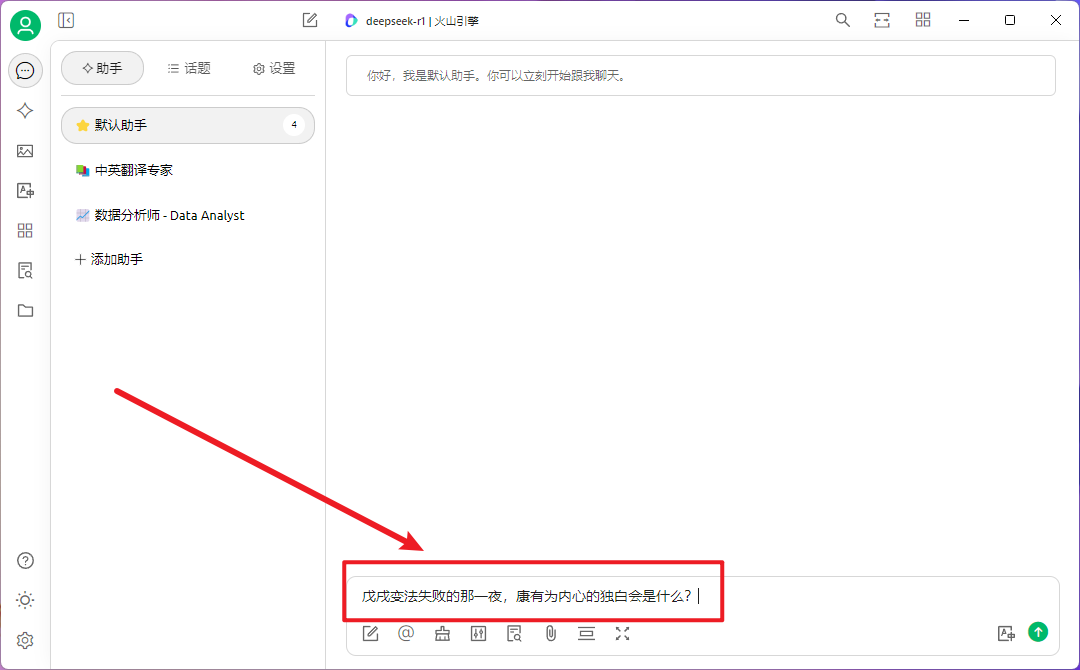 deepseek-r1 | 火山引擎
助手
话题
设置
你好，我是默认助手。你可以立刻开始跟我聊天。
默认助手
4
中英翻译专家
数据分析师 - Data Analyst
添加助手
戊戌变法失败的那一夜，康有为内心的独白会是什么？